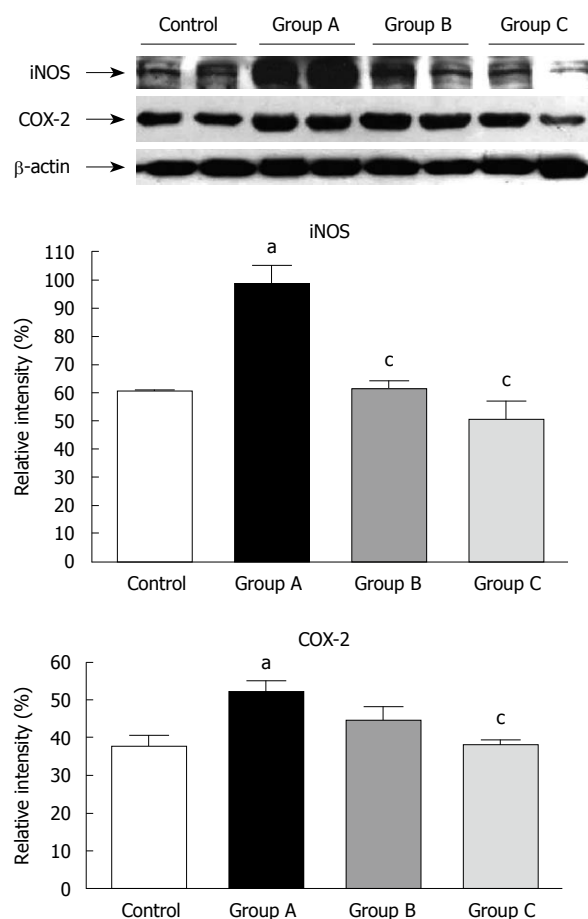 Control Group A Group B Group C
iNOS
COX-2
β-actin
iNOS
Relative intensity (%)
110
100
90
80
70
60
50
40
30
20
10
0
a
c
c
Control Group A Group B Group C
COX-2
Relative intensity (%)
60
50
40
30
20
10
0
a
c
Control Group A Group B Group C